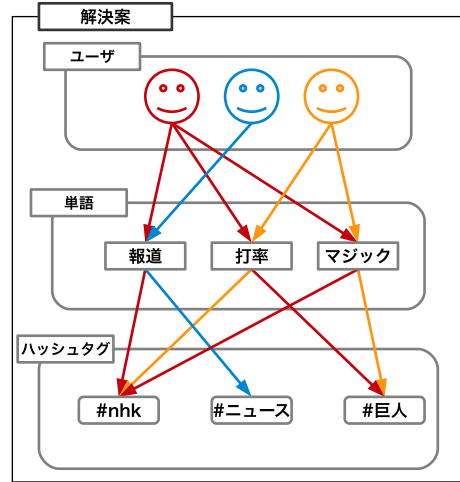 解決案
ユーザ
単語
報道
打率
マジック
ハッシュタグ
#nhk
#ニュース
#巨人